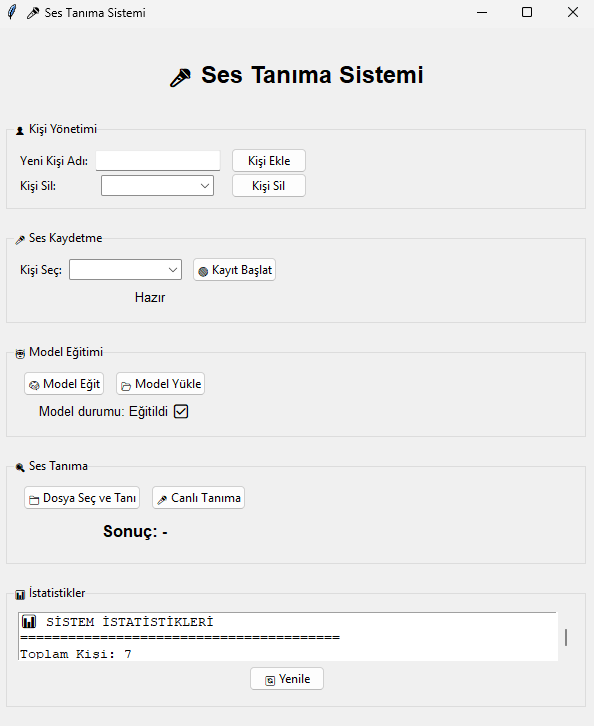 Ses Tanıma Sistemi
Ses Tanıma Sistemi
Kişi Yönetimi
Yeni Kişi Adı: Kişi Ekle
Kişi Sil: Kişi Sil
Ses Kaydetme
Kişi Seç: Kayıt Başlat
Hazır
Model Eğitimi
Model Eğit Model Yükle
Model durumu: Eğitildi ☑
Ses Tanıma
Dosya Seç ve Tanı Canlı Tanıma
Sonuç: -
İstatistikler
SİSTEM İSTATİSTİKLERİ
========================================
Toplam Kişi: 7
Yenile